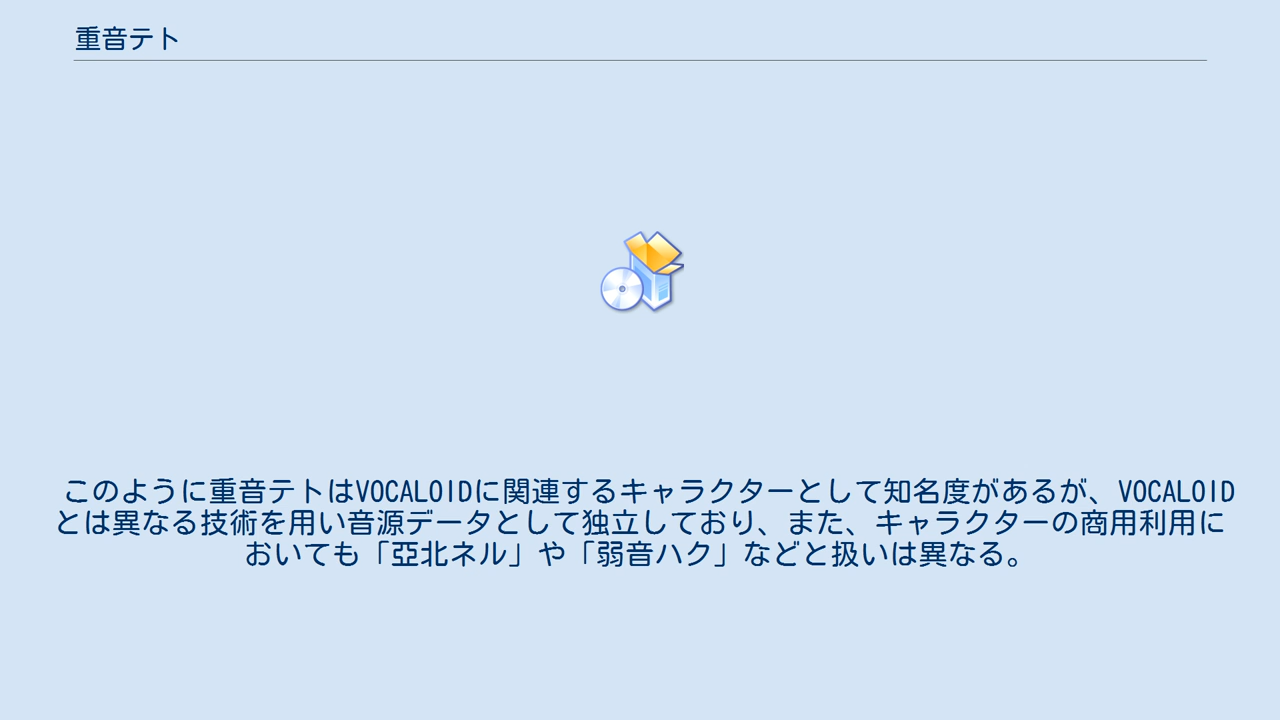 重音テト
このように重音テトはVOCALOIDに関連するキャラクターとして知名度があるが、VOCALOID
とは異なる技術を用い音源データとして独立しており、また、キャラクターの商用利用に
おいても「亞北ネル」や「弱音ハク」などと扱いは異なる。